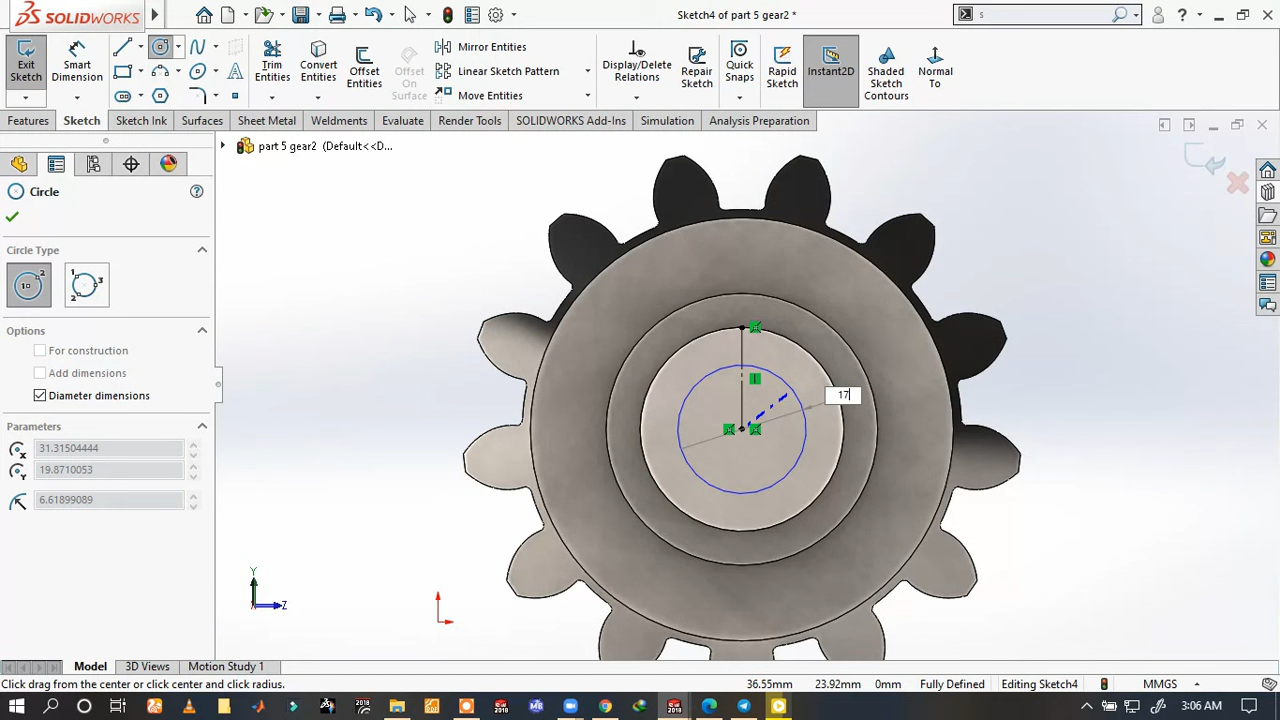 SOLIDWORKS
Sketch4 of part 5 gear2 *
s
Exit Sketch
Smart Dimension
Trim Entities
Convert Entities
Offset Entities
Offset On Surface
Mirror Entities
Linear Sketch Pattern
Move Entities
Display/Delete Relations
Repair Sketch
Quick Snaps
Rapid Sketch
Instant2D
Shaded Sketch Contours
Normal To
Features
Sketch
Sketch Ink
Surfaces
Sheet Metal
Weldments
Evaluate
Render Tools
SOLIDWORKS Add-Ins
Simulation
Analysis Preparation
part 5 gear2 (Default<<D...
Circle
Circle Type
Options
For construction
Add dimensions
Diameter dimensions
Parameters
31.31504444
19.8710053
6.61899089
17
Y
Z
Model
3D Views
Motion Study 1
Click drag from the center or click center and click radius.
36.55mm
23.92mm
0mm
Fully Defined
Editing Sketch4
MMGS
3:06 AM